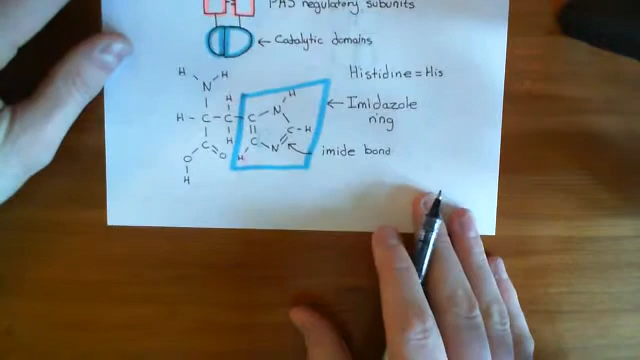 PAS regulatory subunits
Catalytic domains
Histidine = His
Imidazole
ring
imide bond
H
H
N
H
H
H - C - C - C
N
C - H
H
C
C
N
O
O
H
H